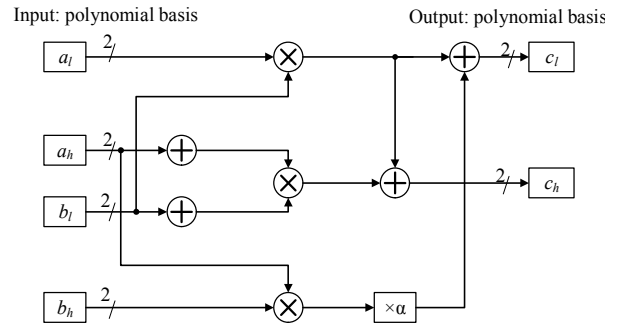 Input: polynomial basis
Output: polynomial basis
a_l 2 2 c_l
a_h 2
2 c_h
b_l 2
b_h 2 ×α